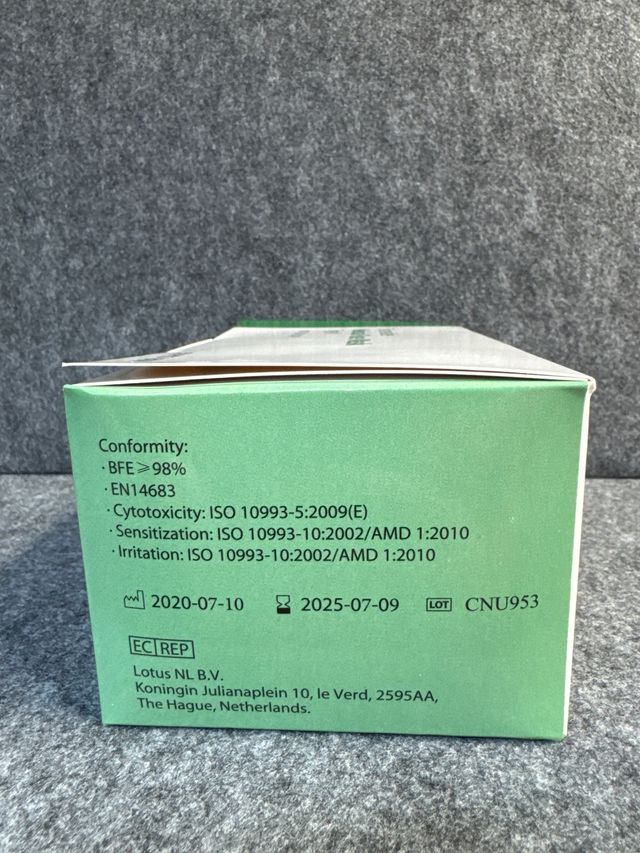 Conformity:
·BFE≥98%
·EN14683
·Cytotoxicity: ISO 10993-5:2009(E)
·Sensitization: ISO 10993-10:2002/AMD 1:2010
·Irritation: ISO 10993-10:2002/AMD 1:2010
2020-07-10 2025-07-09 LOT CNU953
EC REP
Lotus NL B.V.
Koningin Julianaplein 10, le Verd, 2595AA,
The Hague, Netherlands.